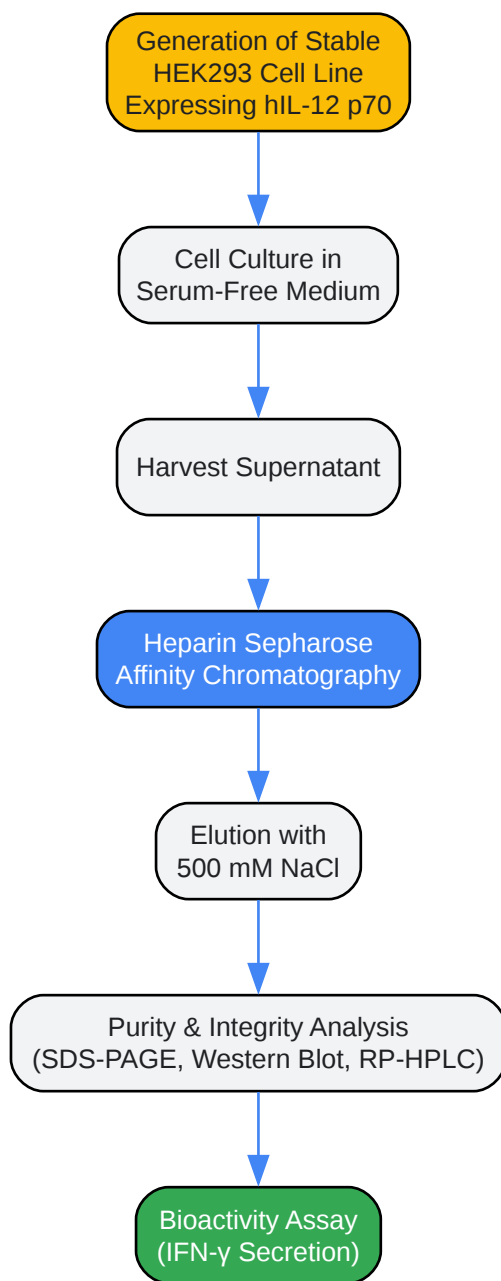 Generation of Stable
HEK293 Cell Line
Expressing hIL-12 p70
Cell Culture in
Serum-Free Medium
Harvest Supernatant
Heparin Sepharose
Affinity Chromatography
Elution with
500 mM NaCl
Purity & Integrity Analysis
(SDS-PAGE, Western Blot, RP-HPLC)
Bioactivity Assay
(IFN-γ Secretion)